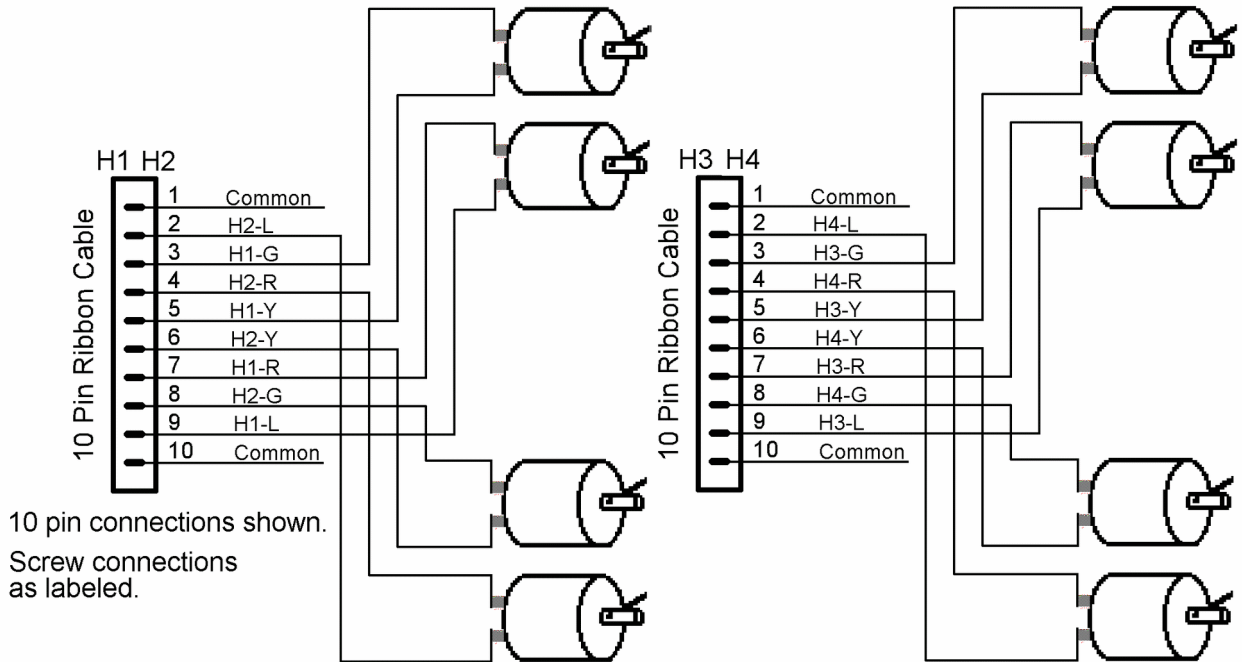 H1 H2
10 Pin Ribbon Cable
1 Common
2 H2-L
3 H1-G
4 H2-R
5 H1-Y
6 H2-Y
7 H1-R
8 H2-G
9 H1-L
10 Common
10 pin connections shown.
Screw connections
as labeled.
H3 H4
10 Pin Ribbon Cable
1 Common
2 H4-L
3 H3-G
4 H4-R
5 H3-Y
6 H4-Y
7 H3-R
8 H4-G
9 H3-L
10 Common